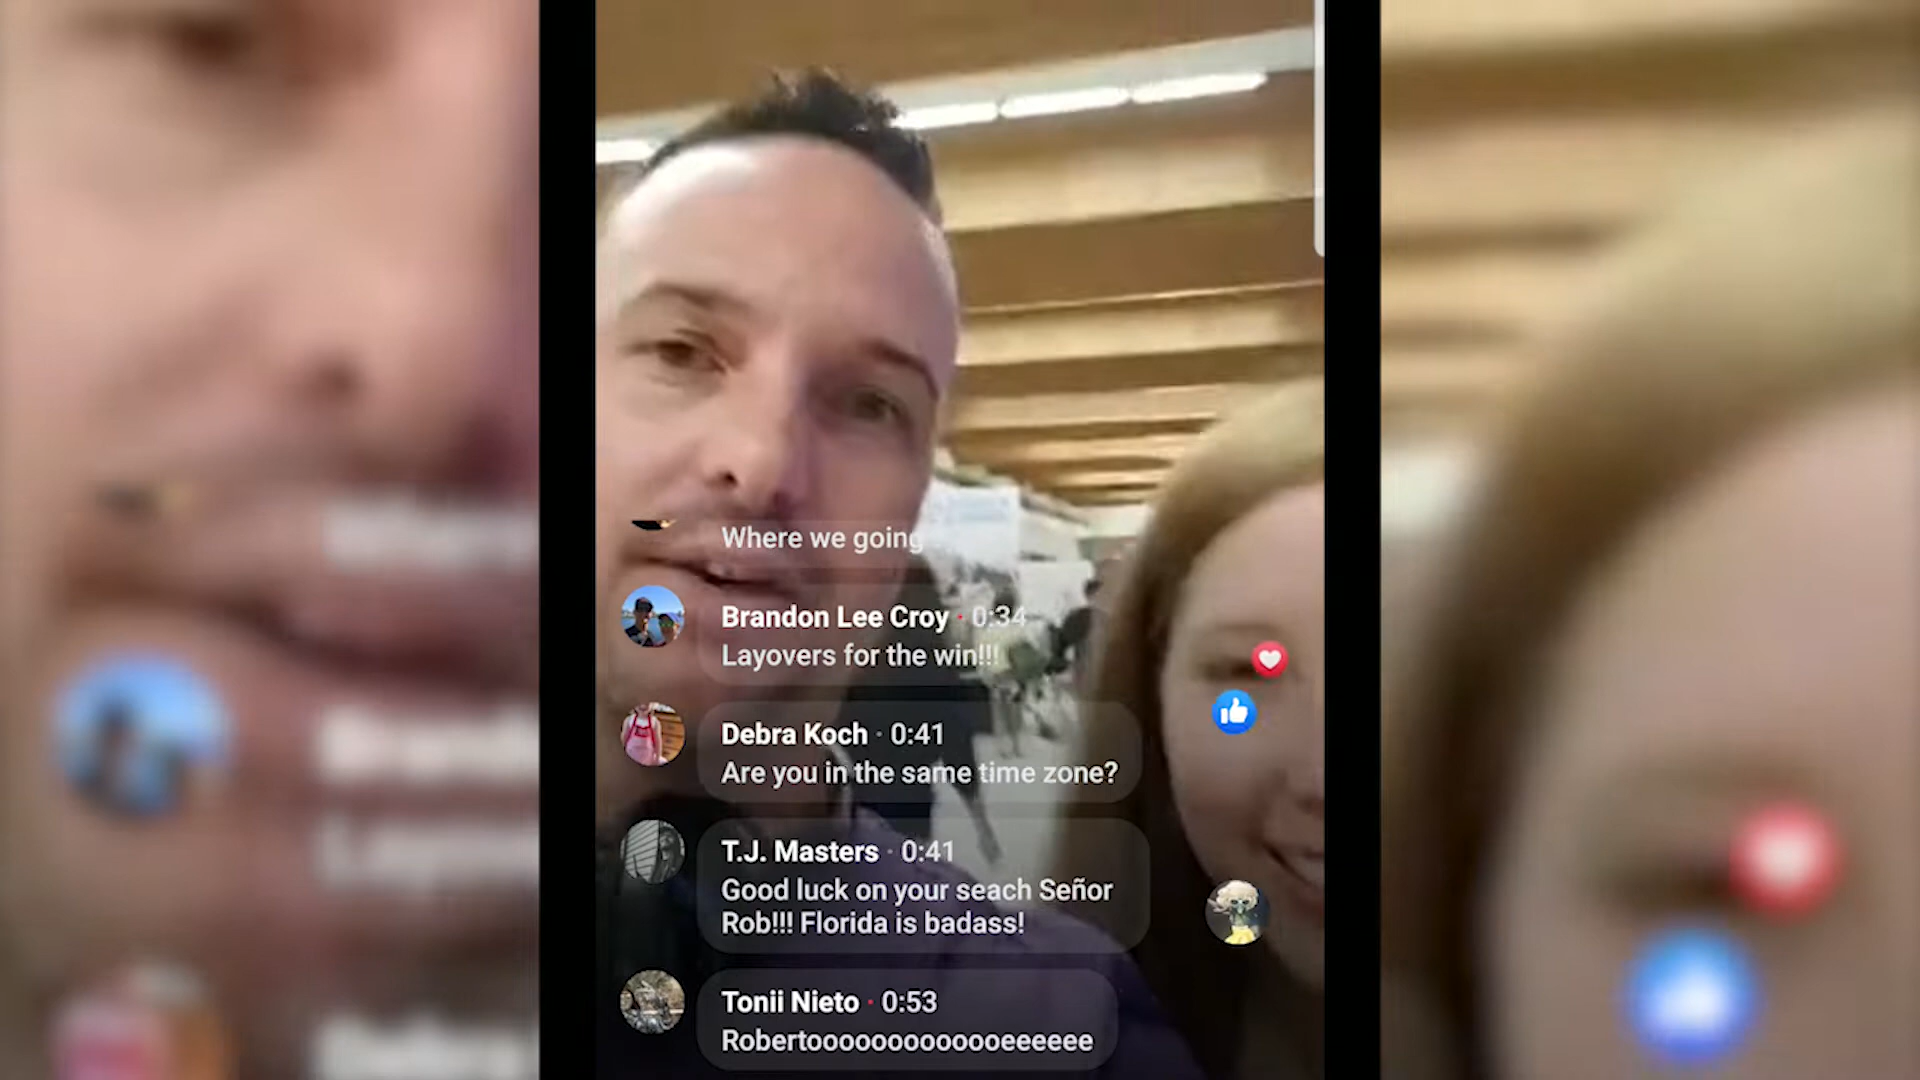 Where we going
Brandon Lee Croy · 0:34
Layovers for the win!!!
Debra Koch · 0:41
Are you in the same time zone?
T.J. Masters · 0:41
Good luck on your seach Señor
Rob!!! Florida is badass!
Tonii Nieto · 0:53
Robertoooooooooooooeeeeee